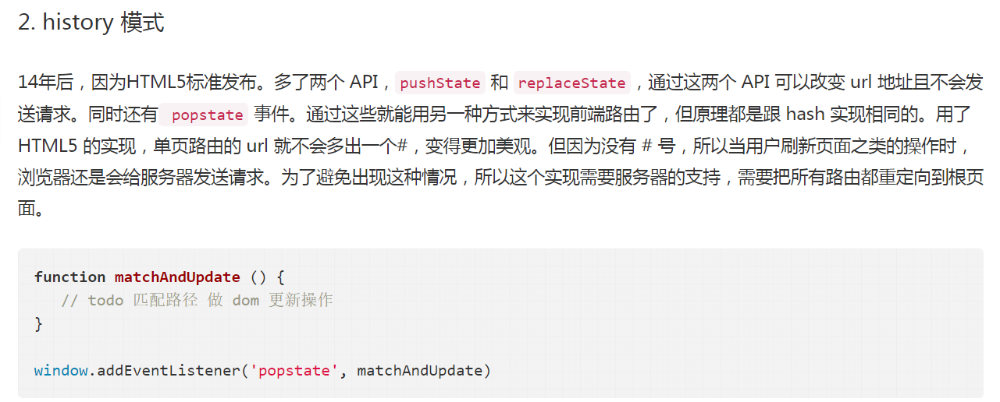 2. history 模式
14年后，因为HTML5标准发布。多了两个 API，pushState 和 replaceState，通过这两个 API 可以改变 url 地址且不会发
送请求。同时还有 popstate 事件。通过这些就能用另一种方式来实现前端路由了，但原理都是跟 hash 实现相同的。用了
HTML5 的实现，单页路由的 url 就不会多出一个#，变得更加美观。但因为没有 # 号，所以当用户刷新页面之类的操作时，
浏览器还是会给服务器发送请求。为了避免出现这种情况，所以这个实现需要服务器的支持，需要把所有路由都重定向到根页
面。
function matchAndUpdate () {
// todo 匹配路径 做 dom 更新操作
}
window.addEventListener('popstate', matchAndUpdate)